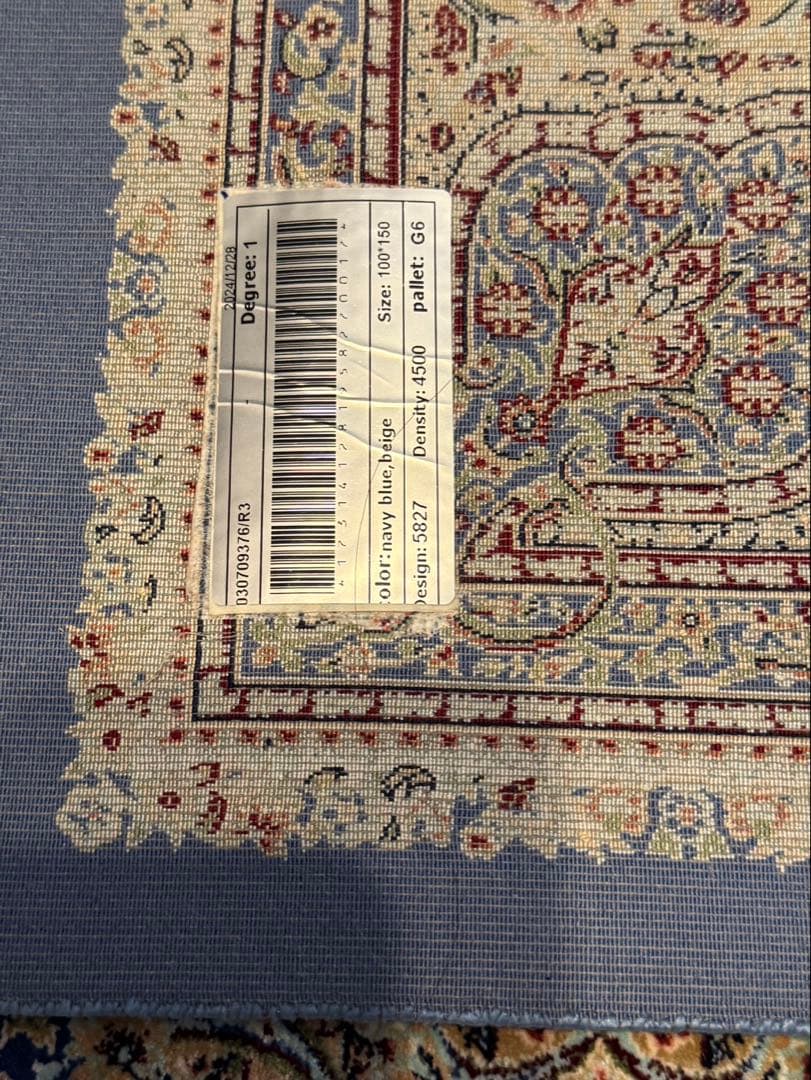 2024/12/28
030709376/R3 - Degree: 1
olor:navy blue,beige Size: 100*150
esign: 5827 Density: 4500 pallet: G6